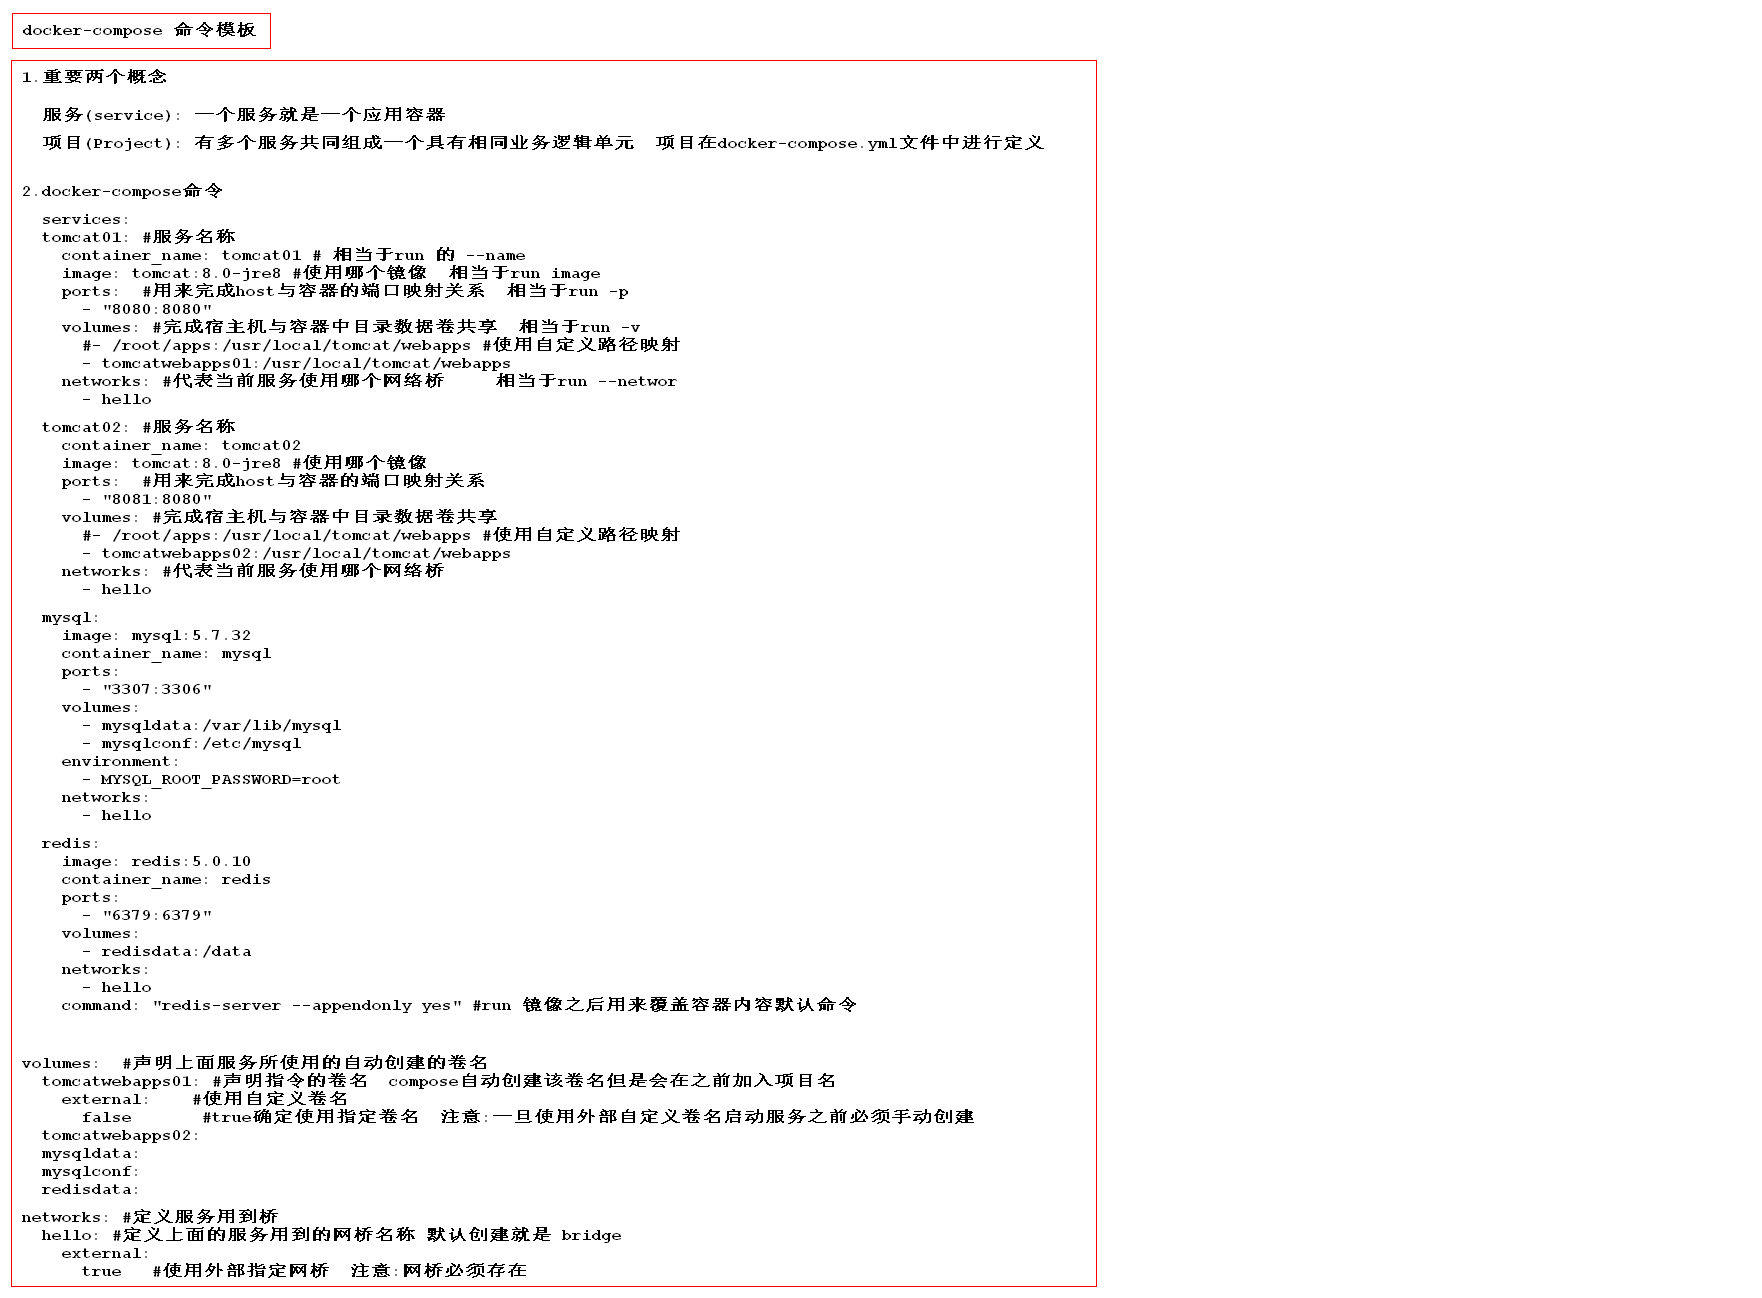 docker-compose 命令模板
1.重要两个概念
服务(service): 一个服务就是一个应用容器
项目(Project): 有多个服务共同组成一个具有相同业务逻辑单元  项目在docker-compose.yml文件中进行定义
2.docker-compose命令
services:
tomcat01: #服务名称
container_name: tomcat01 # 相当于run 的 --name
image: tomcat:8.0-jre8 #使用哪个镜像  相当于run image
ports:  #用来完成host与容器的端口映射关系  相当于run -p
- "8080:8080"
volumes: #完成宿主机与容器中目录数据卷共享  相当于run -v
#- /root/apps:/usr/local/tomcat/webapps #使用自定义路径映射
- tomcatwebapps01:/usr/local/tomcat/webapps
networks: #代表当前服务使用哪个网络桥     相当于run --networ
- hello
tomcat02: #服务名称
container_name: tomcat02
image: tomcat:8.0-jre8 #使用哪个镜像
ports:  #用来完成host与容器的端口映射关系
- "8081:8080"
volumes: #完成宿主机与容器中目录数据卷共享
#- /root/apps:/usr/local/tomcat/webapps #使用自定义路径映射
- tomcatwebapps02:/usr/local/tomcat/webapps
networks: #代表当前服务使用哪个网络桥
- hello
mysql:
image: mysql:5.7.32
container_name: mysql
ports:
- "3307:3306"
volumes:
- mysqldata:/var/lib/mysql
- mysqlconf:/etc/mysql
environment:
- MYSQL_ROOT_PASSWORD=root
networks:
- hello
redis:
image: redis:5.0.10
container_name: redis
ports:
- "6379:6379"
volumes:
- redisdata:/data
networks:
- hello
command: "redis-server --appendonly yes" #run 镜像之后用来覆盖容器内容默认命令
volumes:  #声明上面服务所使用的自动创建的卷名
tomcatwebapps01: #声明指令的卷名  compose自动创建该卷名但是会在之前加入项目名
external:    #使用自定义卷名
false       #true确定使用指定卷名  注意:一旦使用外部自定义卷名启动服务之前必须手动创建
tomcatwebapps02:
mysqldata:
mysqlconf:
redisdata:
networks: #定义服务用到桥
hello: #定义上面的服务用到的网桥名称 默认创建就是 bridge
external:
true   #使用外部指定网桥  注意:网桥必须存在